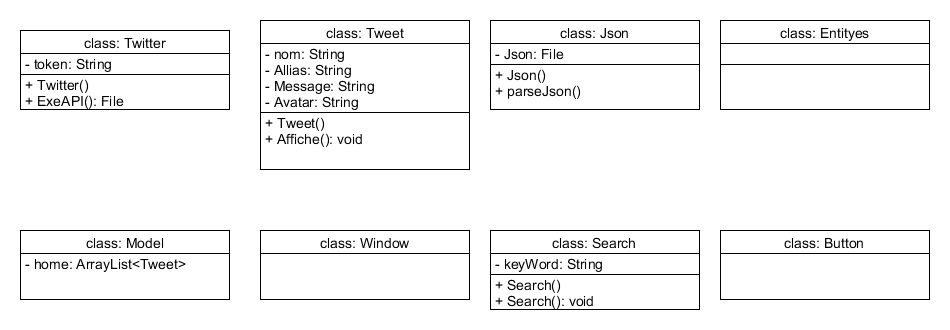 class: Twitter
- token: String
+ Twitter()
+ ExeAPI(): File
class: Tweet
- nom: String
- Allias: String
- Message: String
- Avatar: String
+ Tweet()
+ Affiche(): void
class: Json
- Json: File
+ Json()
+ parseJson()
class: Entityes
class: Model
- home: ArrayList<Tweet>
class: Window
class: Search
- keyWord: String
+ Search()
+ Search(): void
class: Button